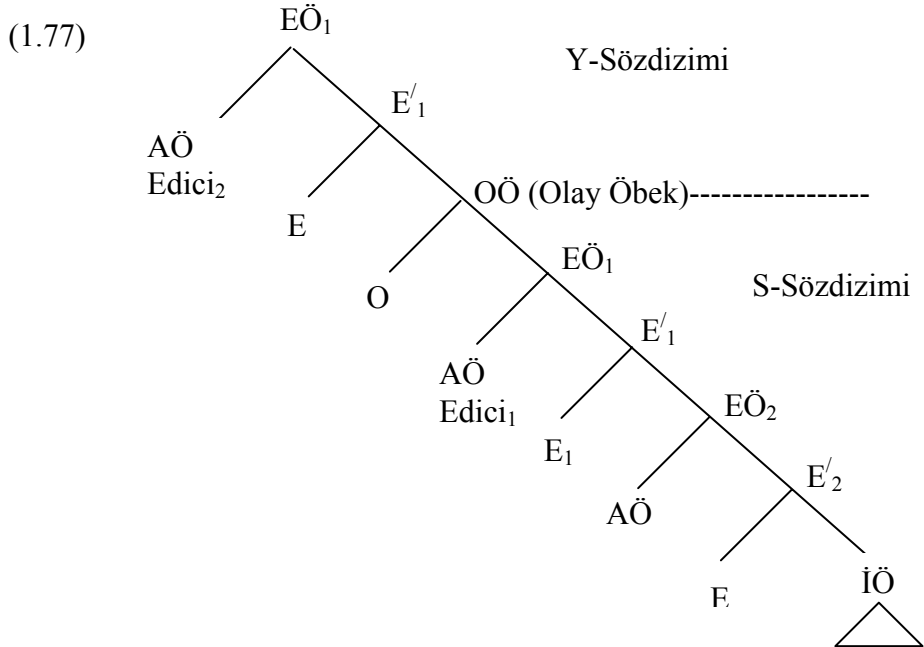 (1.77)
EÖ₁
Y-Sözdizimi
E′₁
AÖ
Edici₂
E
OÖ (Olay Öbek)-----------------
O
EÖ₁
S-Sözdizimi
E′₁
AÖ
Edici₁
E₁
EÖ₂
AÖ
E′₂
E
İÖ